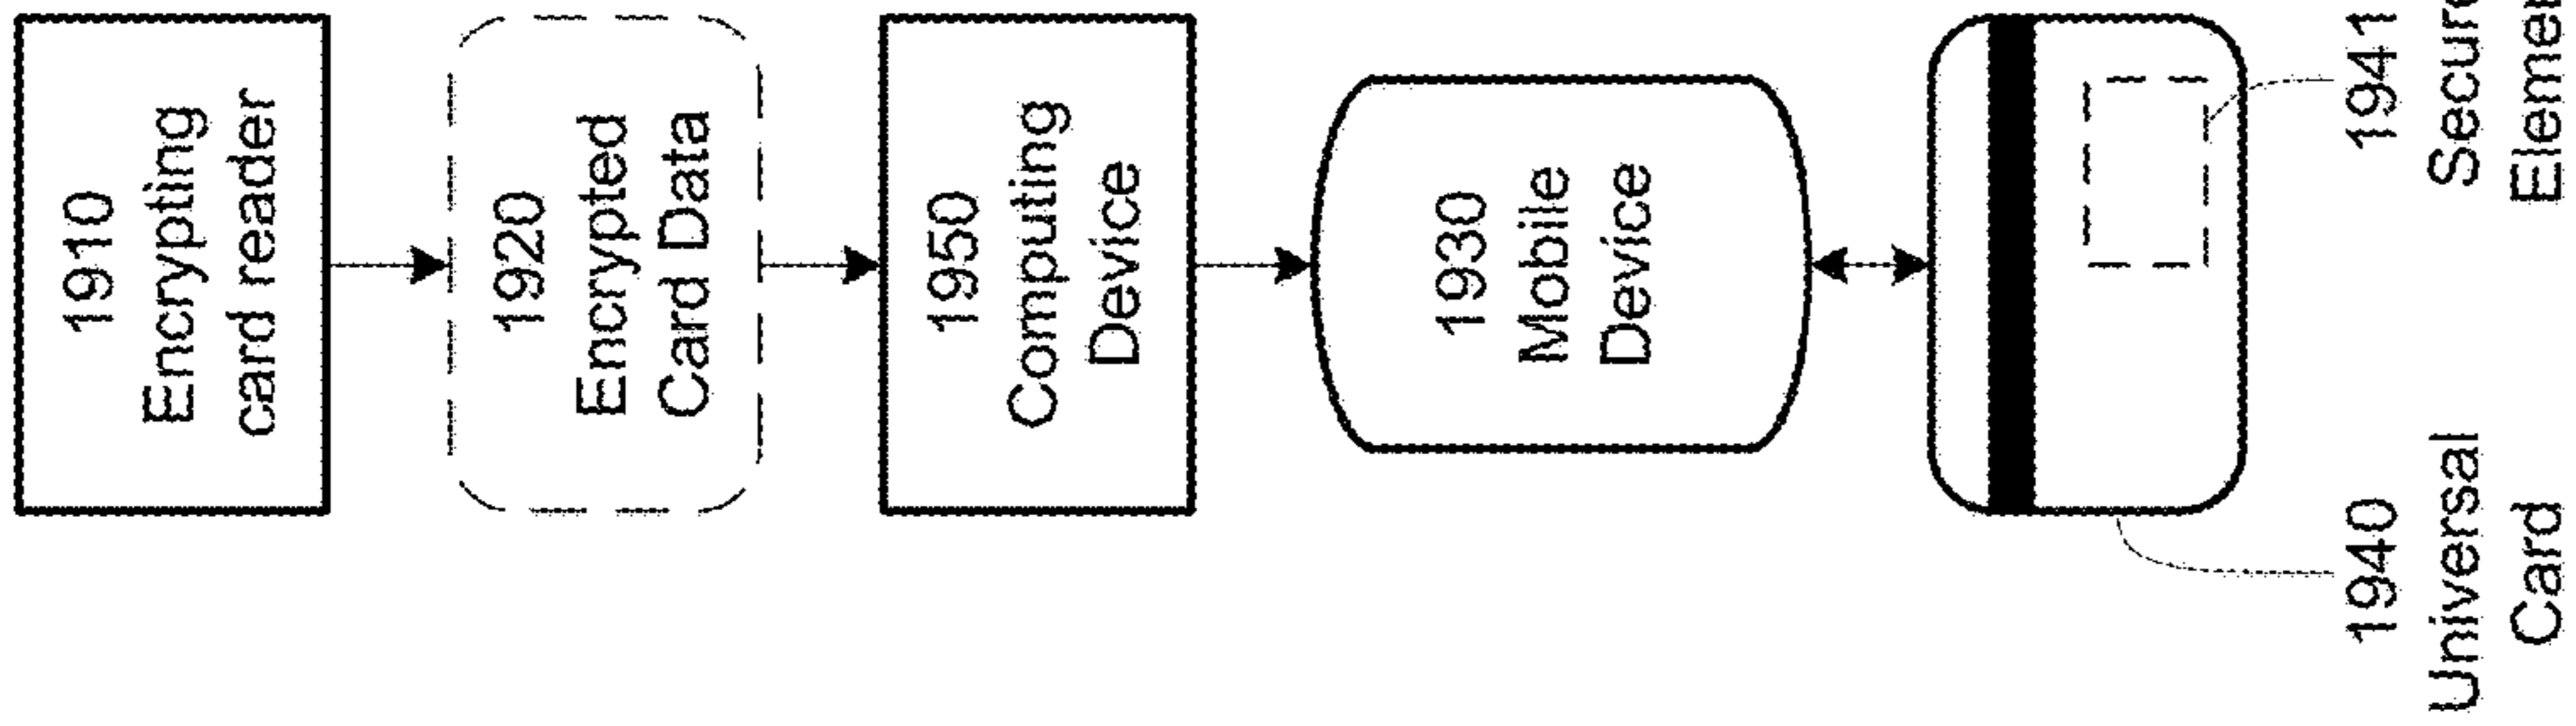 1910
Encrypting
card reader
1920
Encrypted
Card Data
1950
Computing
Device
1930
Mobile
Device
1940
Universal
Card
1941